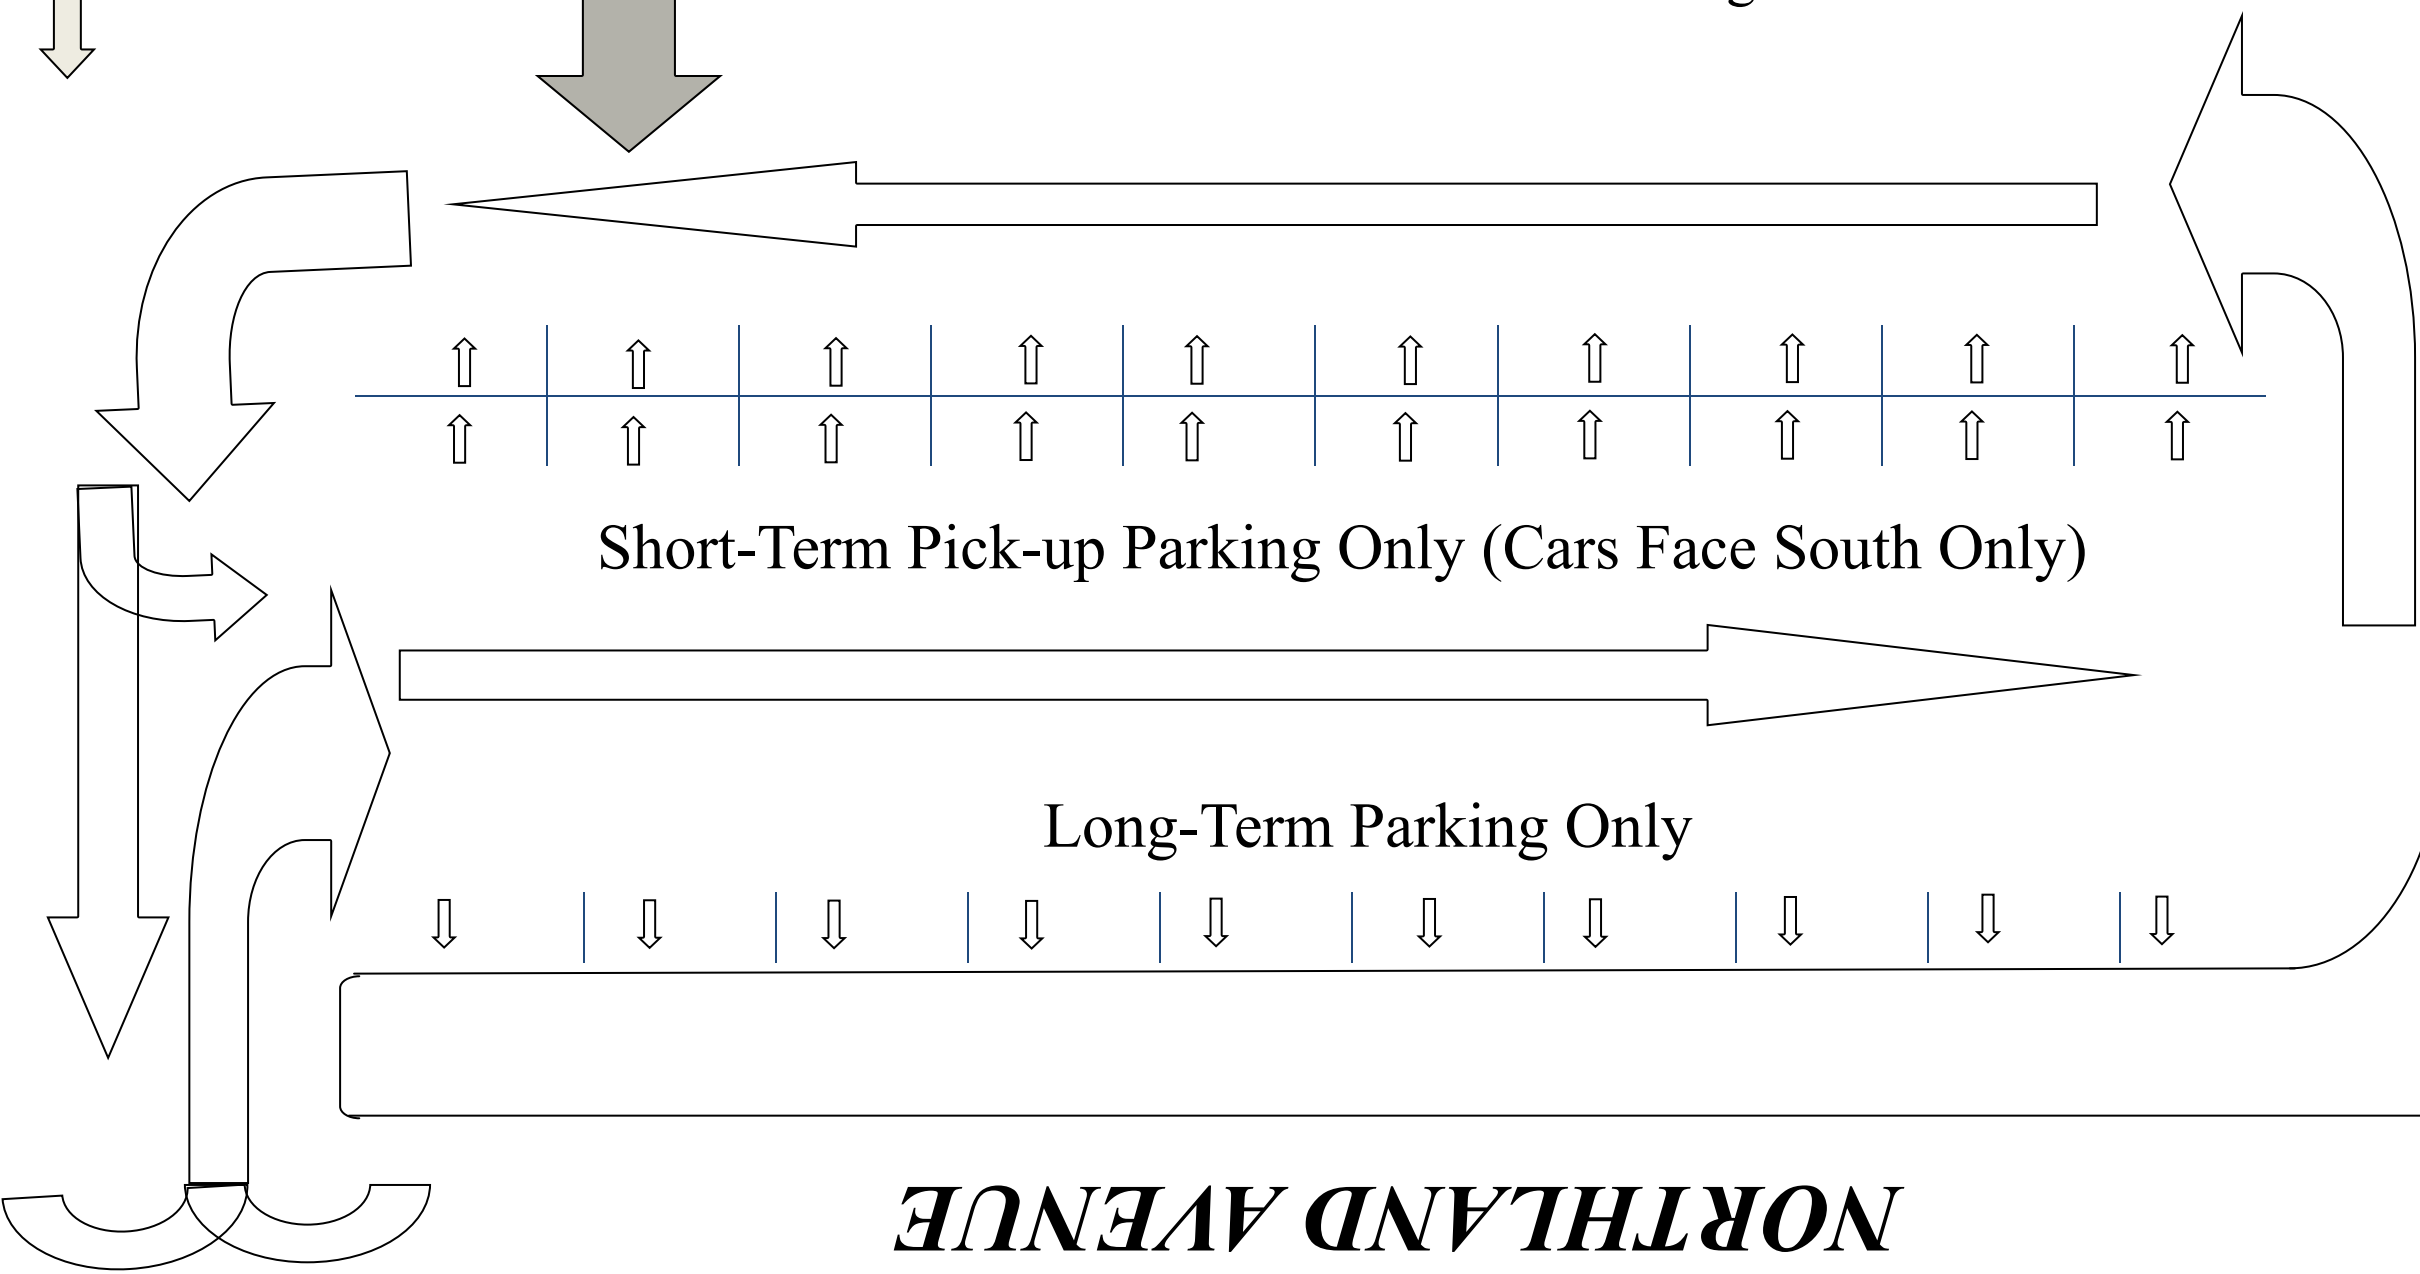 Short-Term Pick-up Parking Only (Cars Face South Only)
Long-Term Parking Only
NORTHLAND AVENUE